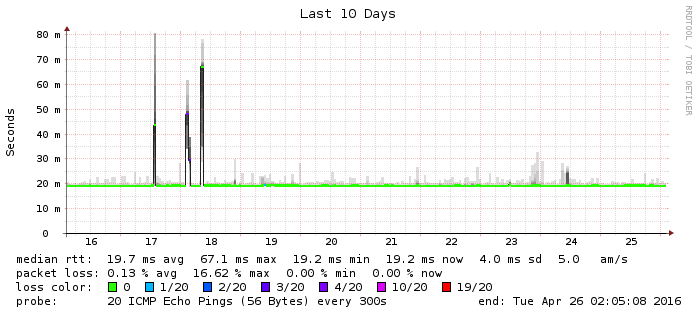 Last 10 Days
RRDTOOL / TOBI OETIKER
Seconds
80 m
70 m
60 m
50 m
40 m
30 m
20 m
10 m
0
16 17 18 19 20 21 22 23 24 25
median rtt: 19.7 ms avg 67.1 ms max 19.2 ms min 19.2 ms now 4.0 ms sd 5.0 am/s
packet loss: 0.13 % avg 16.62 % max 0.00 % min 0.00 % now
loss color: 0 1/20 2/20 3/20 4/20 10/20 19/20
probe: 20 ICMP Echo Pings (56 Bytes) every 300s end: Tue Apr 26 02:05:08 2016